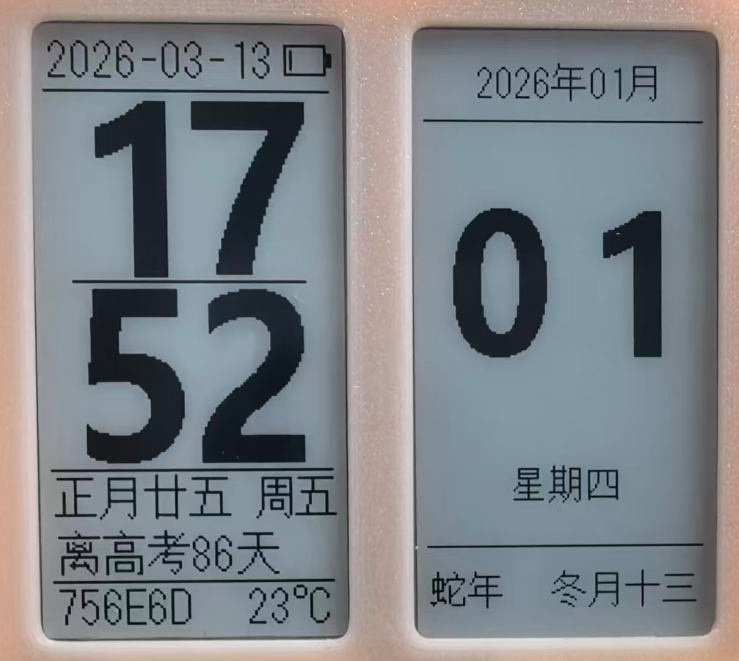 2026-03-13
17
52
正月廿五 周五
离高考86天
756E6D 23℃
2026年01月
01
星期四
蛇年 冬月十三